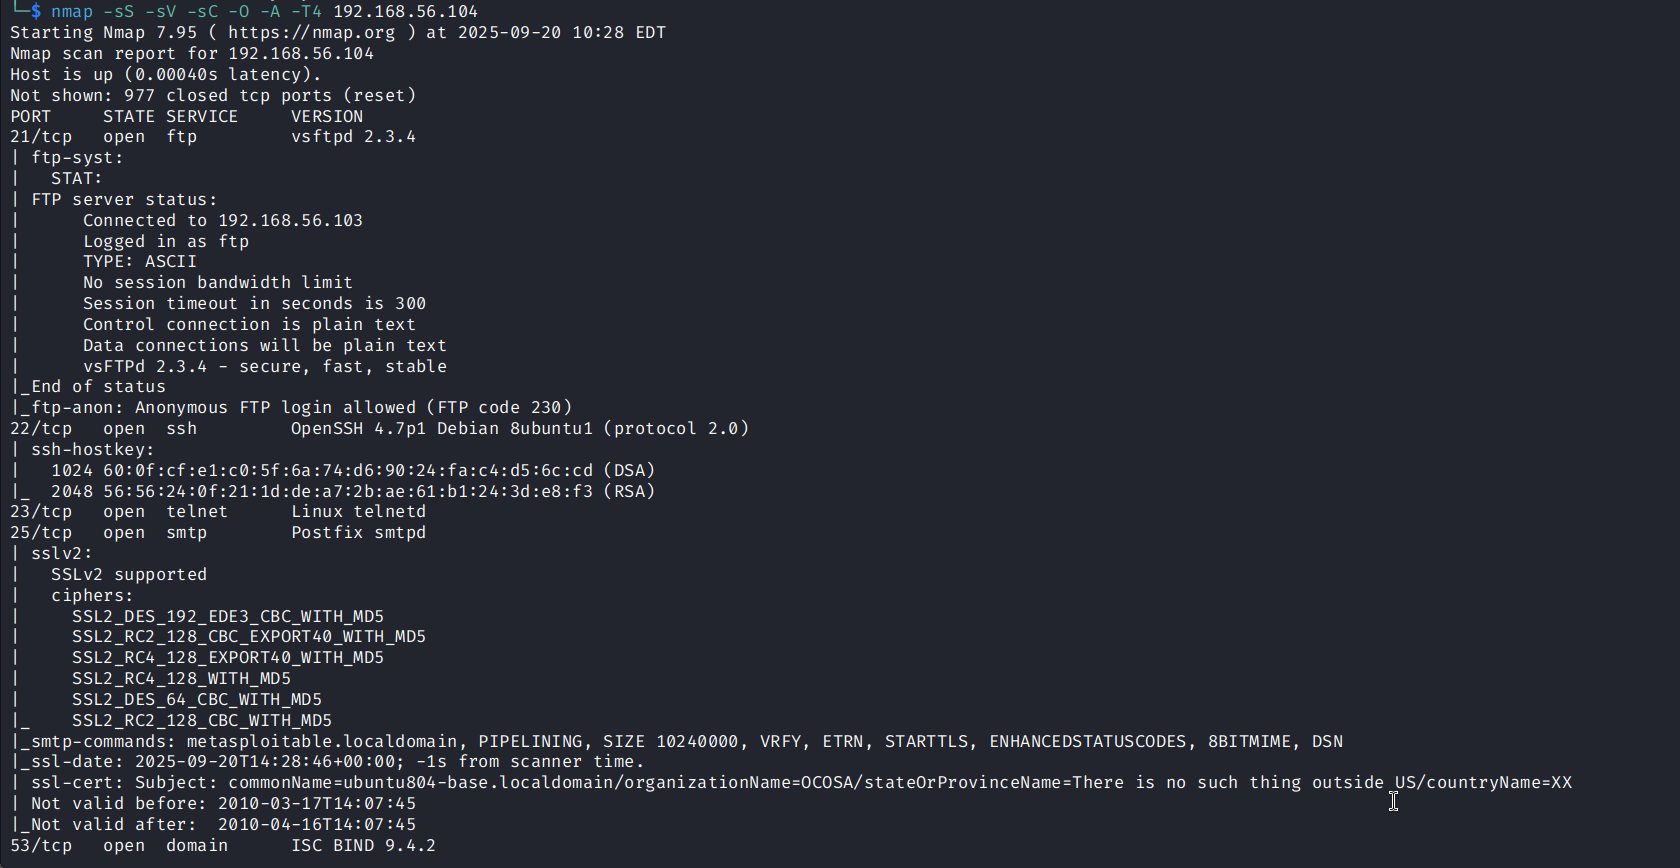 └─$ nmap -sS -sV -sC -O -A -T4 192.168.56.104
Starting Nmap 7.95 ( https://nmap.org ) at 2025-09-20 10:28 EDT
Nmap scan report for 192.168.56.104
Host is up (0.00040s latency).
Not shown: 977 closed tcp ports (reset)
PORT     STATE SERVICE     VERSION
21/tcp   open  ftp         vsftpd 2.3.4
| ftp-syst:
|   STAT:
| FTP server status:
|      Connected to 192.168.56.103
|      Logged in as ftp
|      TYPE: ASCII
|      No session bandwidth limit
|      Session timeout in seconds is 300
|      Control connection is plain text
|      Data connections will be plain text
|      vsFTPd 2.3.4 - secure, fast, stable
|_End of status
|_ftp-anon: Anonymous FTP login allowed (FTP code 230)
22/tcp   open  ssh         OpenSSH 4.7p1 Debian 8ubuntu1 (protocol 2.0)
| ssh-hostkey:
|   1024 60:0f:cf:e1:c0:5f:6a:74:d6:90:24:fa:c4:d5:6c:cd (DSA)
|_  2048 56:56:24:0f:21:1d:de:a7:2b:ae:61:b1:24:3d:e8:f3 (RSA)
23/tcp   open  telnet      Linux telnetd
25/tcp   open  smtp        Postfix smtpd
| sslv2:
|   SSLv2 supported
|   ciphers:
|     SSL2_DES_192_EDE3_CBC_WITH_MD5
|     SSL2_RC2_128_CBC_EXPORT40_WITH_MD5
|     SSL2_RC4_128_EXPORT40_WITH_MD5
|     SSL2_RC4_128_WITH_MD5
|     SSL2_DES_64_CBC_WITH_MD5
|_    SSL2_RC2_128_CBC_WITH_MD5
|_smtp-commands: metasploitable.localdomain, PIPELINING, SIZE 10240000, VRFY, ETRN, STARTTLS, ENHANCEDSTATUSCODES, 8BITMIME, DSN
|_ssl-date: 2025-09-20T14:28:46+00:00; -1s from scanner time.
| ssl-cert: Subject: commonName=ubuntu804-base.localdomain/organizationName=OCOSA/stateOrProvinceName=There is no such thing outside US/countryName=XX
| Not valid before: 2010-03-17T14:07:45
|_Not valid after:  2010-04-16T14:07:45
53/tcp   open  domain      ISC BIND 9.4.2